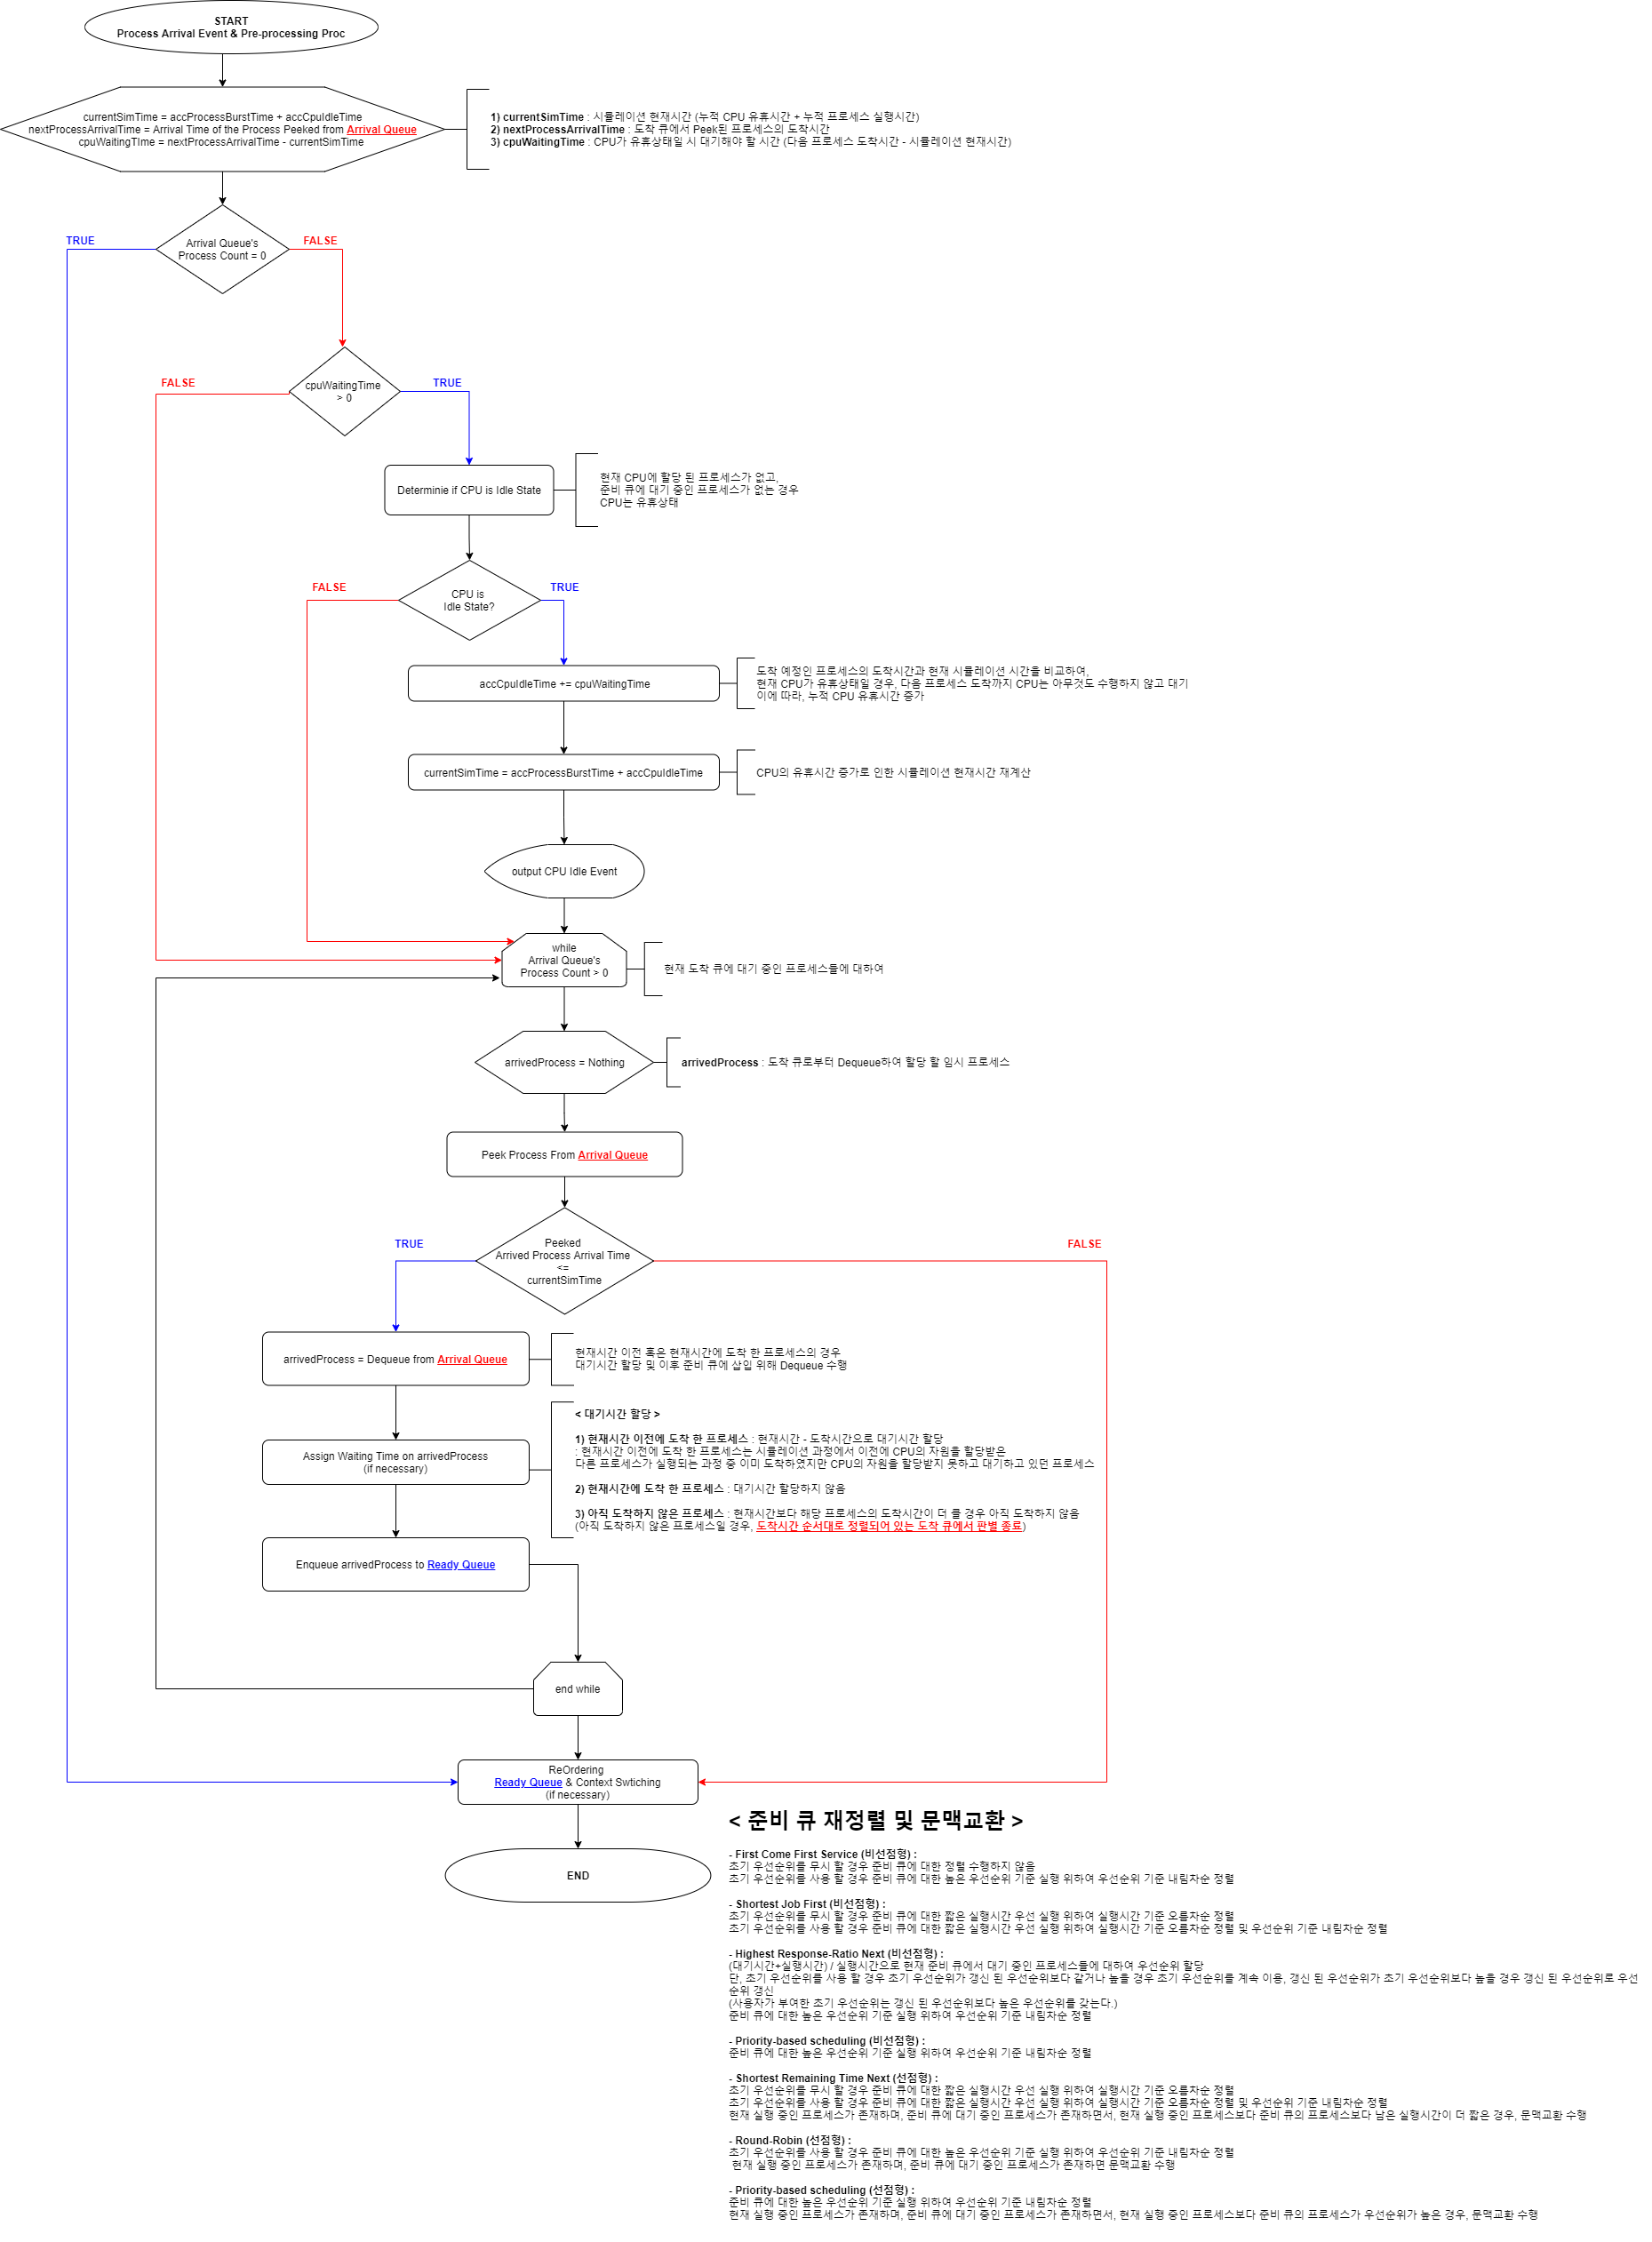 START
Process Arrival Event & Pre-processing Proc
currentSimTime = accProcessBurstTime + accCpuIdleTime
nextProcessArrivalTime = Arrival Time of the Process Peeked from Arrival Queue
cpuWaitingTIme = nextProcessArrivalTime - currentSimTime
1) currentSimTime : 시뮬레이션 현재시간 (누적 CPU 유휴시간 + 누적 프로세스 실행시간)
2) nextProcessArrivalTime : 도착 큐에서 Peek된 프로세스의 도착시간
3) cpuWaitingTime : CPU가 유휴상태일 시 대기해야 할 시간 (다음 프로세스 도착시간 - 시뮬레이션 현재시간)
Arrival Queue's
Process Count = 0
TRUE
FALSE
cpuWaitingTime
> 0
FALSE
TRUE
Determinie if CPU is Idle State
현재 CPU에 할당 된 프로세스가 없고,
준비 큐에 대기 중인 프로세스가 없는 경우
CPU는 유휴상태
CPU is
Idle State?
FALSE
TRUE
accCpuIdleTime += cpuWaitingTime
도착 예정인 프로세스의 도착시간과 현재 시뮬레이션 시간을 비교하여,
현재 CPU가 유휴상태일 경우, 다음 프로세스 도착까지 CPU는 아무것도 수행하지 않고 대기
이에 따라, 누적 CPU 유휴시간 증가
currentSimTime = accProcessBurstTime + accCpuIdleTime
CPU의 유휴시간 증가로 인한 시뮬레이션 현재시간 재계산
output CPU Idle Event
while
Arrival Queue's
Process Count > 0
현재 도착 큐에 대기 중인 프로세스들에 대하여
arrivedProcess = Nothing
arrivedProcess : 도착 큐로부터 Dequeue하여 할당 할 임시 프로세스
Peek Process From Arrival Queue
Peeked
Arrived Process Arrival Time
<=
currentSimTime
TRUE
FALSE
arrivedProcess = Dequeue from Arrival Queue
현재시간 이전 혹은 현재시간에 도착 한 프로세스의 경우
대기시간 할당 및 이후 준비 큐에 삽입 위해 Dequeue 수행
Assign Waiting Time on arrivedProcess
(if necessary)
< 대기시간 할당 >
1) 현재시간 이전에 도착 한 프로세스 : 현재시간 - 도착시간으로 대기시간 할당
: 현재시간 이전에 도착 한 프로세스는 시뮬레이션 과정에서 이전에 CPU의 자원을 할당받은
다른 프로세스가 실행되는 과정 중 이미 도착하였지만 CPU의 자원을 할당받지 못하고 대기하고 있던 프로세스
2) 현재시간에 도착 한 프로세스 : 대기시간 할당하지 않음
3) 아직 도착하지 않은 프로세스 : 현재시간보다 해당 프로세스의 도착시간이 더 클 경우 아직 도착하지 않음
(아직 도착하지 않은 프로세스일 경우, 도착시간 순서대로 정렬되어 있는 도착 큐에서 판별 종료)
Enqueue arrivedProcess to Ready Queue
end while
ReOrdering
Ready Queue & Context Swtiching
(if necessary)
END
< 준비 큐 재정렬 및 문맥교환 >
- First Come First Service (비선점형) :
초기 우선순위를 무시 할 경우 준비 큐에 대한 정렬 수행하지 않음
초기 우선순위를 사용 할 경우 준비 큐에 대한 높은 우선순위 기준 실행 위하여 우선순위 기준 내림차순 정렬
- Shortest Job First (비선점형) :
초기 우선순위를 무시 할 경우 준비 큐에 대한 짧은 실행시간 우선 실행 위하여 실행시간 기준 오름차순 정렬
초기 우선순위를 사용 할 경우 준비 큐에 대한 짧은 실행시간 우선 실행 위하여 실행시간 기준 오름차순 정렬 및 우선순위 기준 내림차순 정렬
- Highest Response-Ratio Next (비선점형) :
(대기시간+실행시간) / 실행시간으로 현재 준비 큐에서 대기 중인 프로세스들에 대하여 우선순위 할당
단, 초기 우선순위를 사용 할 경우 초기 우선순위가 갱신 된 우선순위보다 같거나 높을 경우 초기 우선순위를 계속 이용, 갱신 된 우선순위가 초기 우선순위보다 높을 경우 갱신 된 우선순위로 우선
순위 갱신
(사용자가 부여한 초기 우선순위는 갱신 된 우선순위보다 높은 우선순위를 갖는다.)
준비 큐에 대한 높은 우선순위 기준 실행 위하여 우선순위 기준 내림차순 정렬
- Priority-based scheduling (비선점형) :
준비 큐에 대한 높은 우선순위 기준 실행 위하여 우선순위 기준 내림차순 정렬
- Shortest Remaining Time Next (선점형) :
초기 우선순위를 무시 할 경우 준비 큐에 대한 짧은 실행시간 우선 실행 위하여 실행시간 기준 오름차순 정렬
초기 우선순위를 사용 할 경우 준비 큐에 대한 짧은 실행시간 우선 실행 위하여 실행시간 기준 오름차순 정렬 및 우선순위 기준 내림차순 정렬
현재 실행 중인 프로세스가 존재하며, 준비 큐에 대기 중인 프로세스가 존재하면서, 현재 실행 중인 프로세스보다 준비 큐의 프로세스보다 남은 실행시간이 더 짧은 경우, 문맥교환 수행
- Round-Robin (선점형) :
초기 우선순위를 사용 할 경우 준비 큐에 대한 높은 우선순위 기준 실행 위하여 우선순위 기준 내림차순 정렬
현재 실행 중인 프로세스가 존재하며, 준비 큐에 대기 중인 프로세스가 존재하면 문맥교환 수행
- Priority-based scheduling (선점형) :
준비 큐에 대한 높은 우선순위 기준 실행 위하여 우선순위 기준 내림차순 정렬
현재 실행 중인 프로세스가 존재하며, 준비 큐에 대기 중인 프로세스가 존재하면서, 현재 실행 중인 프로세스보다 준비 큐의 프로세스가 우선순위가 높은 경우, 문맥교환 수행